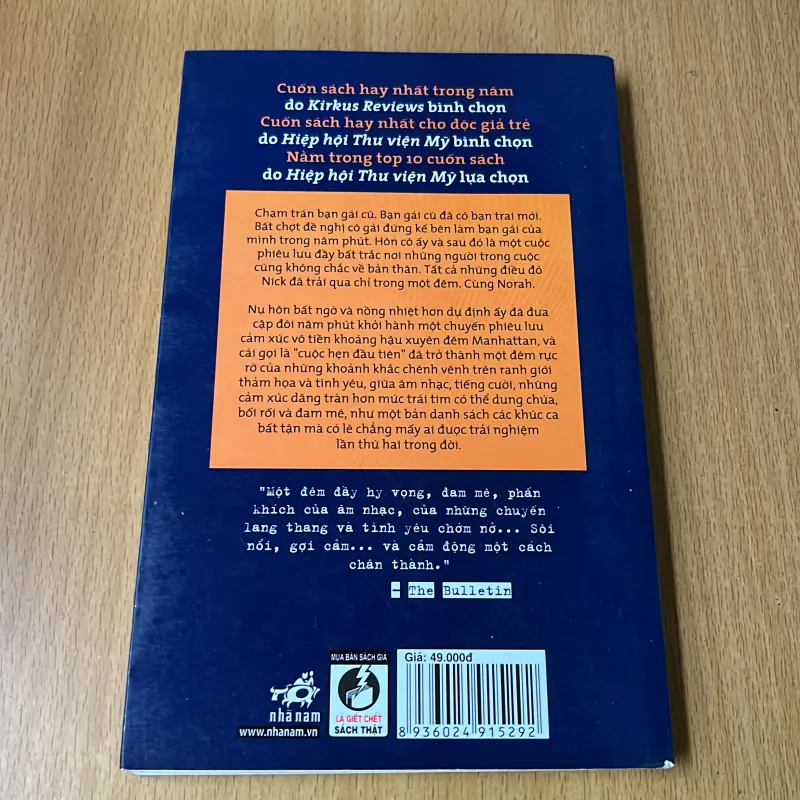 Cuốn sách hay nhất trong năm
do Kirkus Reviews bình chọn
Cuốn sách hay nhất cho độc giả trẻ
do Hiệp hội Thư viện Mỹ bình chọn
Nằm trong top 10 cuốn sách
do Hiệp hội Thư viện Mỹ lựa chọn
Chạm trán bạn gái cũ. Bạn gái cũ đã có bạn trai mới.
Bất chợt đề nghị cô gái đứng kế bên làm bạn gái của
mình trong năm phút. Hôn cô ấy và sau đó là một cuộc
phiêu lưu đầy bất trắc nơi những người trong cuộc
cũng không chắc về bản thân. Tất cả những điều đó
Nick đã trải qua chỉ trong một đêm. Cùng Norah.
Nụ hôn bất ngờ và nồng nhiệt hơn dự định ấy đã đưa
cặp đôi năm phút khởi hành một chuyến phiêu lưu
cảm xúc vô tiền khoáng hậu xuyên đêm Manhattan, và
cái gọi là "cuộc hẹn đầu tiên" đã trở thành một đêm rực
rỡ của những khoảnh khắc chênh vênh trên ranh giới
thảm họa và tình yêu, giữa âm nhạc, tiếng cười, những
cảm xúc dâng tràn hơn mức trái tim có thể dung chứa,
bối rối và đam mê, như một bản danh sách các khúc ca
bất tận mà có lẽ chẳng mấy ai được trải nghiệm
lần thứ hai trong đời.
"Một đêm đầy hy vọng, đam mê, phấn
khích của âm nhạc, của những chuyến
lang thang và tình yêu chớm nở... Sôi
nổi, gợi cảm... và cảm động một cách
chân thành."
– The Bulletin
nhã nam
www.nhanam.vn
MUA BÁN SÁCH GIẢ
LÀ GIẾT CHẾT
SÁCH THẬT
Giá: 49.000đ
8 936024 915292